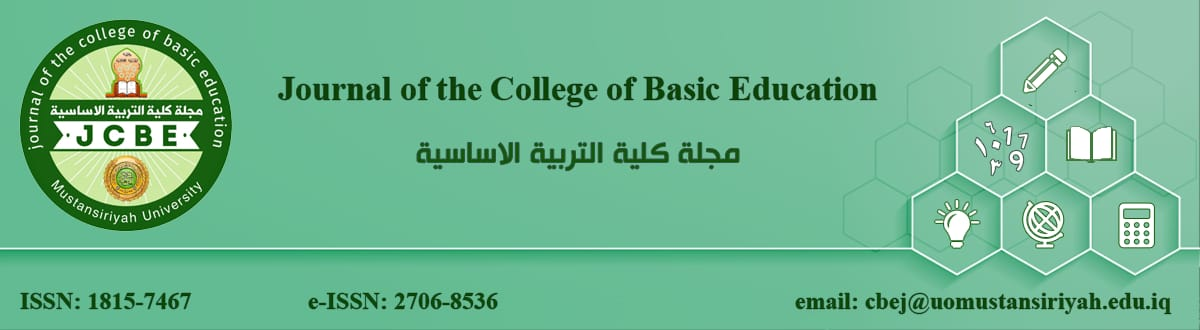 journal of the college of basic education
مجلة كلية التربية الاساسية
JCBE
Mustansiriyah University
Journal of the College of Basic Education
مجلة كلية التربية الاساسية
ISSN: 1815-7467
e-ISSN: 2706-8536
email: cbej@uomustansiriyah.edu.iq